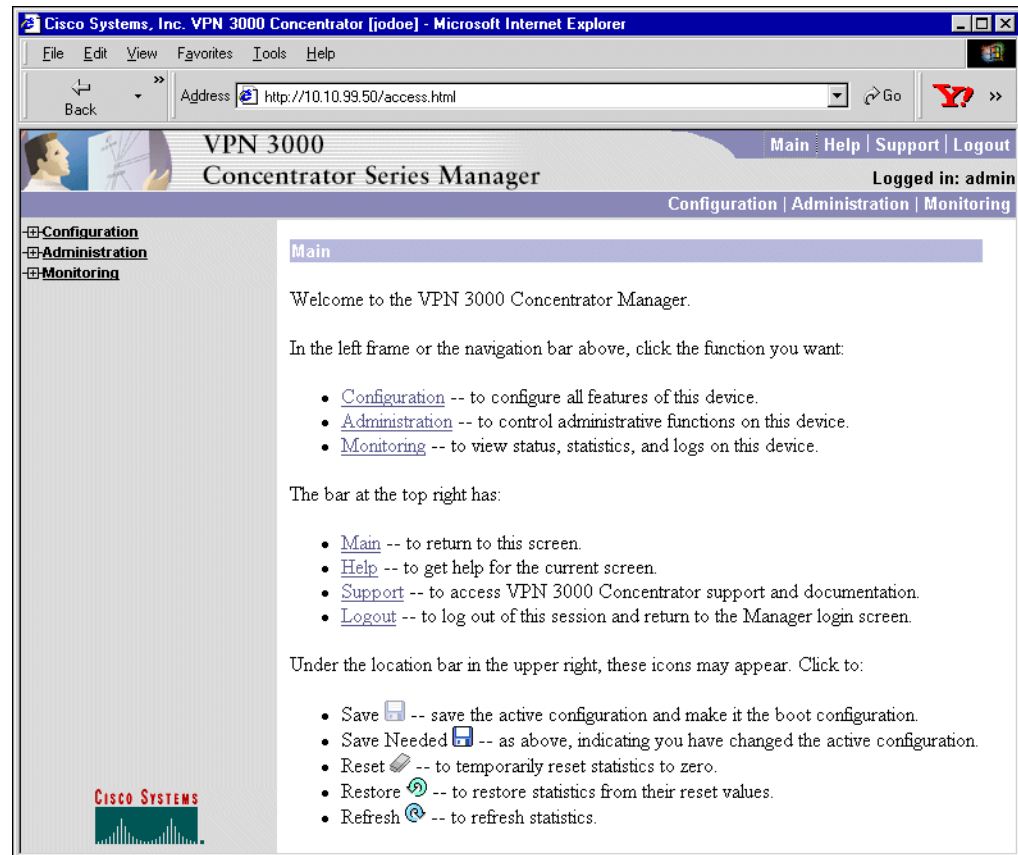 Cisco Systems, Inc. VPN 3000 Concentrator [jodoe] - Microsoft Internet Explorer
File Edit View Favorites Tools Help
Back
»
Address http://10.10.99.50/access.html
Go
Y!
»
VPN 3000
Concentrator Series Manager
Main | Help | Support | Logout
Logged in: admin
Configuration | Administration | Monitoring
Configuration
Administration
Monitoring
Main
Welcome to the VPN 3000 Concentrator Manager.
In the left frame or the navigation bar above, click the function you want:
• Configuration -- to configure all features of this device.
• Administration -- to control administrative functions on this device.
• Monitoring -- to view status, statistics, and logs on this device.
The bar at the top right has:
• Main -- to return to this screen.
• Help -- to get help for the current screen.
• Support -- to access VPN 3000 Concentrator support and documentation.
• Logout -- to log out of this session and return to the Manager login screen.
Under the location bar in the upper right, these icons may appear. Click to:
• Save -- save the active configuration and make it the boot configuration.
• Save Needed -- as above, indicating you have changed the active configuration.
• Reset -- to temporarily reset statistics to zero.
• Restore -- to restore statistics from their reset values.
• Refresh -- to refresh statistics.
CISCO SYSTEMS